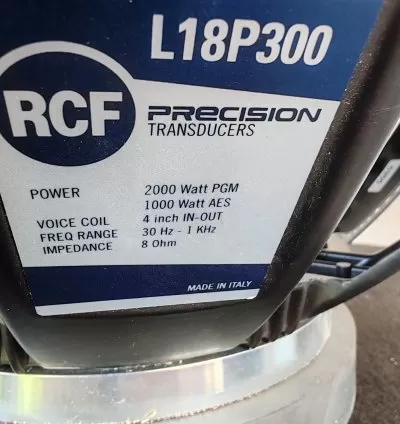 L18P300
RCF
PRECISION
TRANSDUCERS
POWER 2000 Watt PGM
1000 Watt AES
VOICE COIL 4 inch IN-OUT
FREQ RANGE 30 Hz - 1 KHz
IMPEDANCE 8 Ohm
MADE IN ITALY